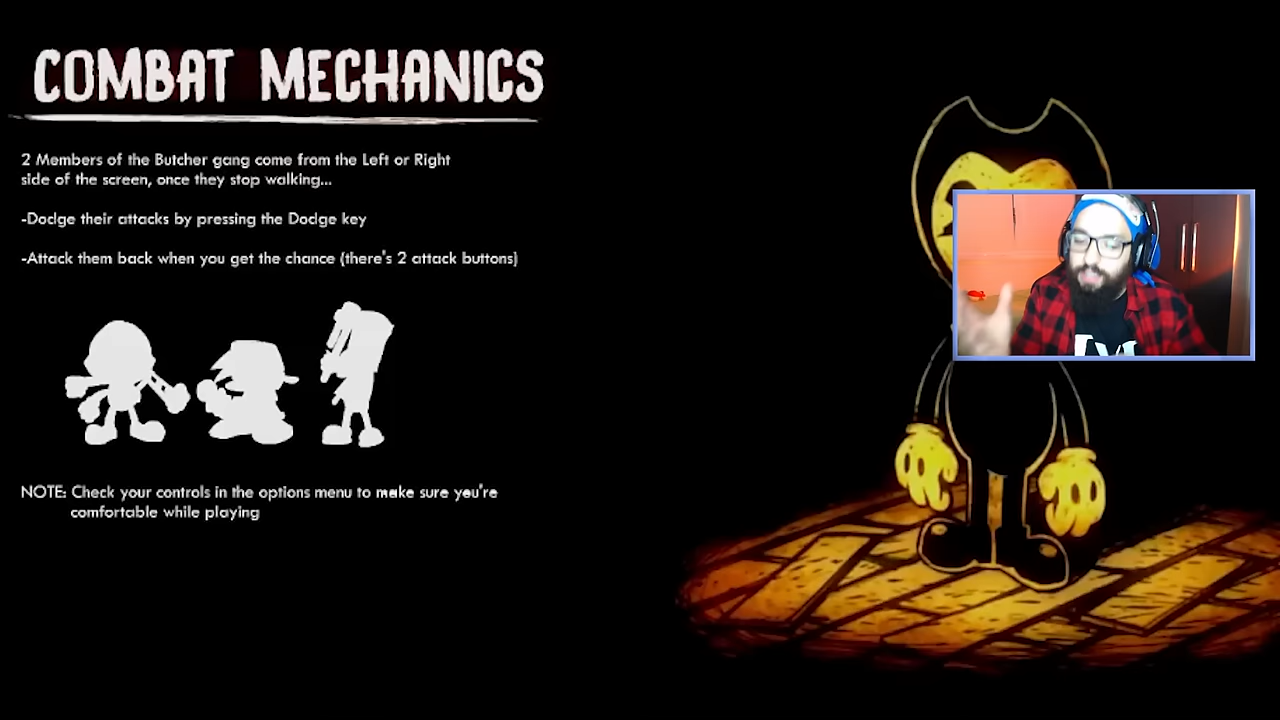 COMBAT MECHANICS
2 Members of the Butcher gang come from the Left or Right
side of the screen, once they stop walking...
-Dodge their attacks by pressing the Dodge key
-Attack them back when you get the chance (there's 2 attack buttons)
NOTE: Check your controls in the options menu to make sure you're
comfortable while playing